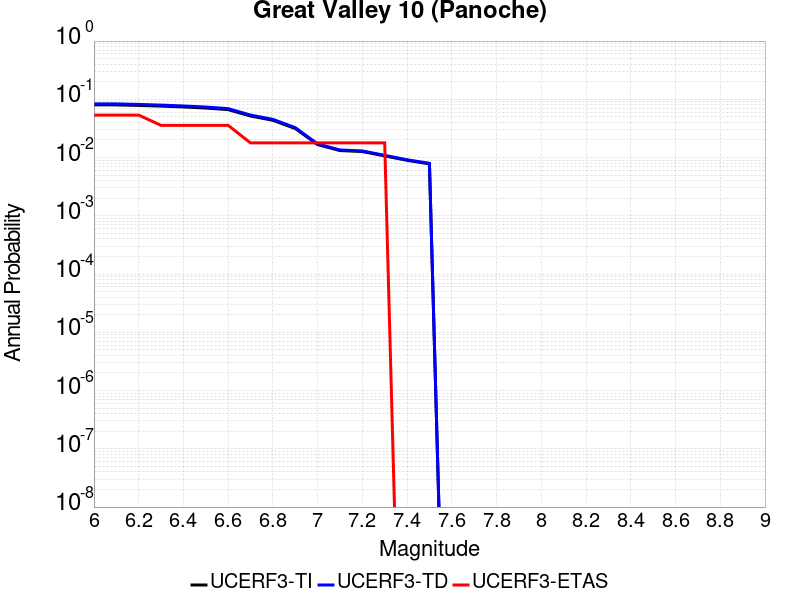 Great Valley 10 (Panoche)
Annual Probability
10^0
10^-1
10^-2
10^-3
10^-4
10^-5
10^-6
10^-7
10^-8
6 6.2 6.4 6.6 6.8 7 7.2 7.4 7.6 7.8 8 8.2 8.4 8.6 8.8 9
Magnitude
UCERF3-TI UCERF3-TD UCERF3-ETAS